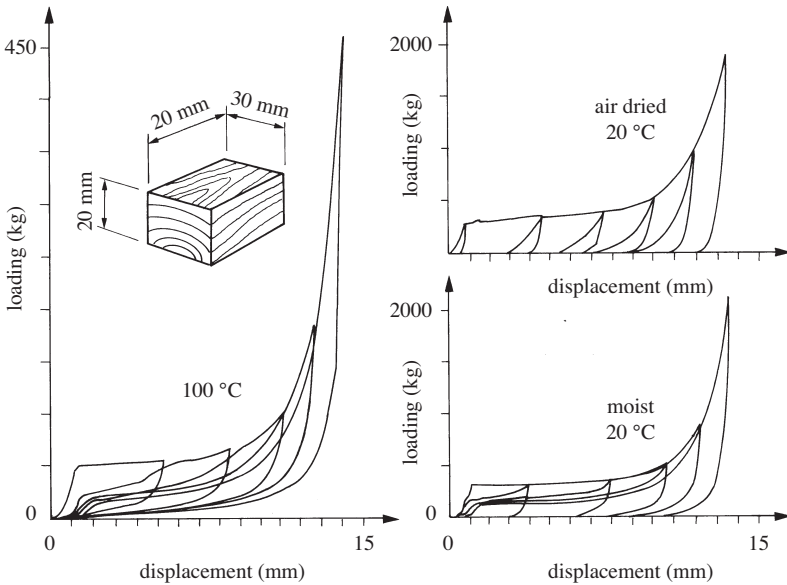 450
loading (kg)
0
0
15
displacement (mm)
20 mm
30 mm
20 mm
100 °C
2000
loading (kg)
air dried
20 °C
displacement (mm)
2000
loading (kg)
0
moist
20 °C
0
15
displacement (mm)